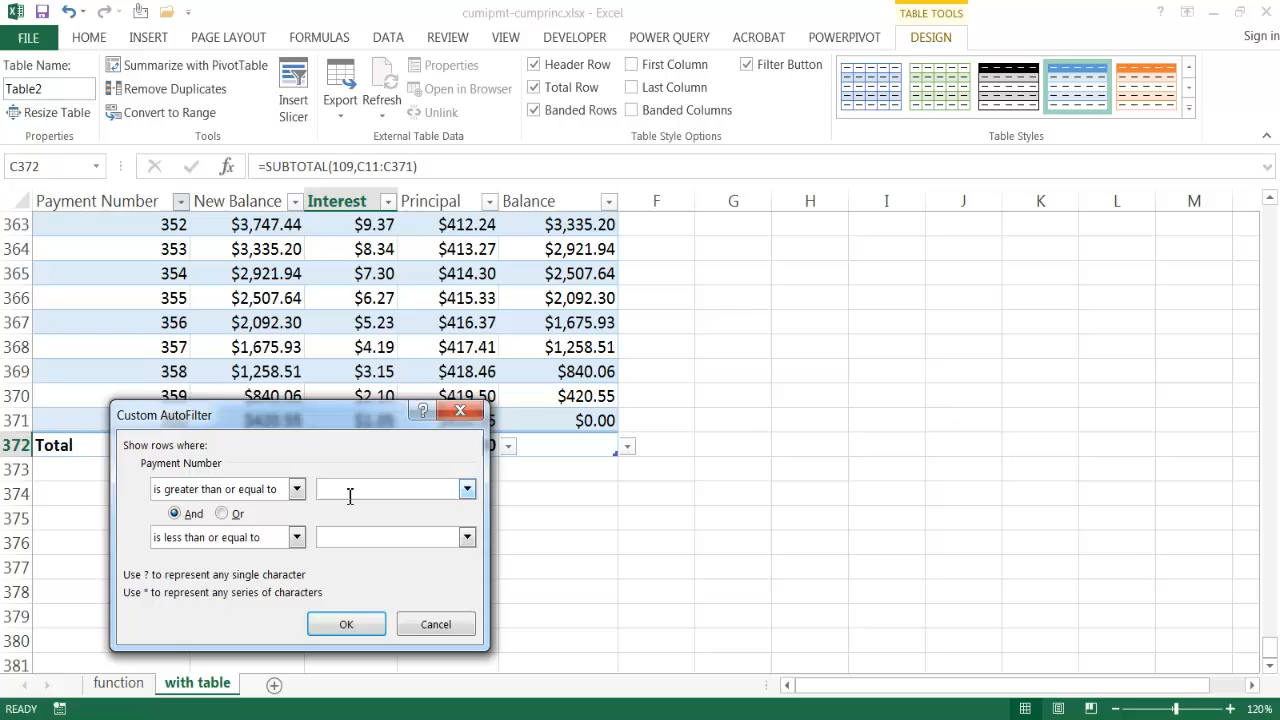 cumipmt-cumprinc.xlsx - Excel
TABLE TOOLS
?
FILE HOME INSERT PAGE LAYOUT FORMULAS DATA REVIEW VIEW DEVELOPER POWER QUERY ACROBAT POWERPIVOT DESIGN Sign in
Table Name:
Table2
Resize Table
Properties
Summarize with PivotTable
Remove Duplicates
Convert to Range
Tools
Insert
Slicer
Export
Refresh
Properties
Open in Browser
Unlink
External Table Data
Header Row
First Column
Filter Button
Total Row
Last Column
Banded Rows
Banded Columns
Table Style Options
Table Styles
C372 fx =SUBTOTAL(109,C11:C371)
Payment Number New Balance Interest Principal Balance F G H I J K L M
363 352 $3,747.44 $9.37 $412.24 $3,335.20
364 353 $3,335.20 $8.34 $413.27 $2,921.94
365 354 $2,921.94 $7.30 $414.30 $2,507.64
366 355 $2,507.64 $6.27 $415.33 $2,092.30
367 356 $2,092.30 $5.23 $416.37 $1,675.93
368 357 $1,675.93 $4.19 $417.41 $1,258.51
369 358 $1,258.51 $3.15 $418.46 $840.06
370 359 $840.06 $2.10 $419.50 $420.55
371 $0.00
372 Total
373
374
375
376
377
378
379
380
381
Custom AutoFilter
?
Show rows where:
Payment Number
is greater than or equal to
And Or
is less than or equal to
Use ? to represent any single character
Use * to represent any series of characters
OK Cancel
function with table
READY 120%